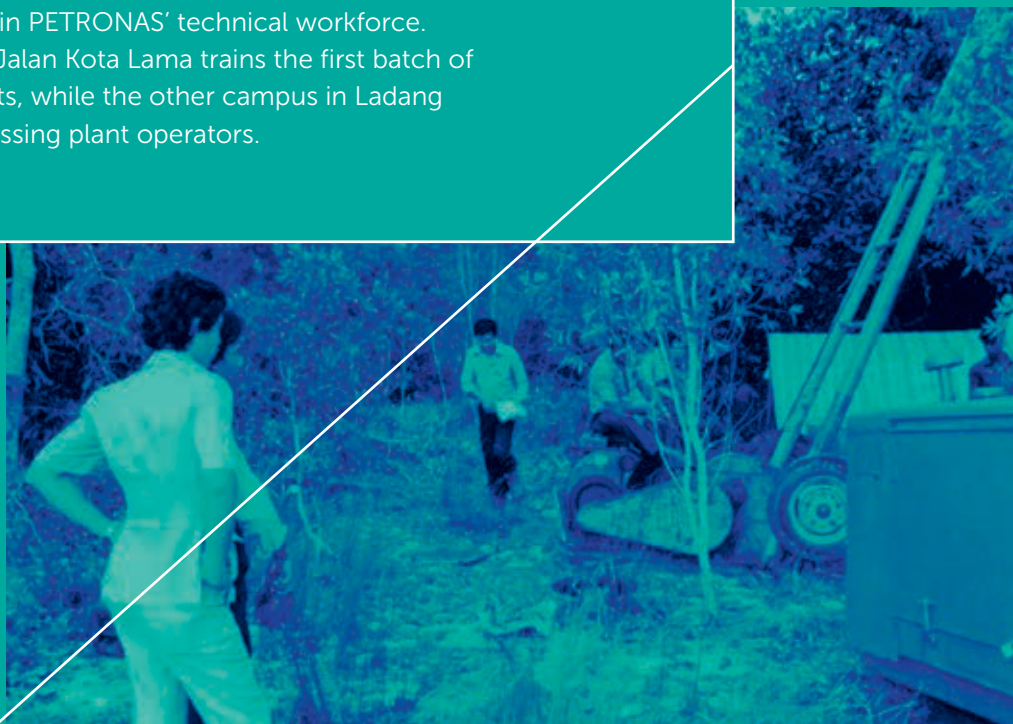 in PETRONAS’ technical workforce.
Jalan Kota Lama trains the first batch of
ts, while the other campus in Ladang
ssing plant operators.